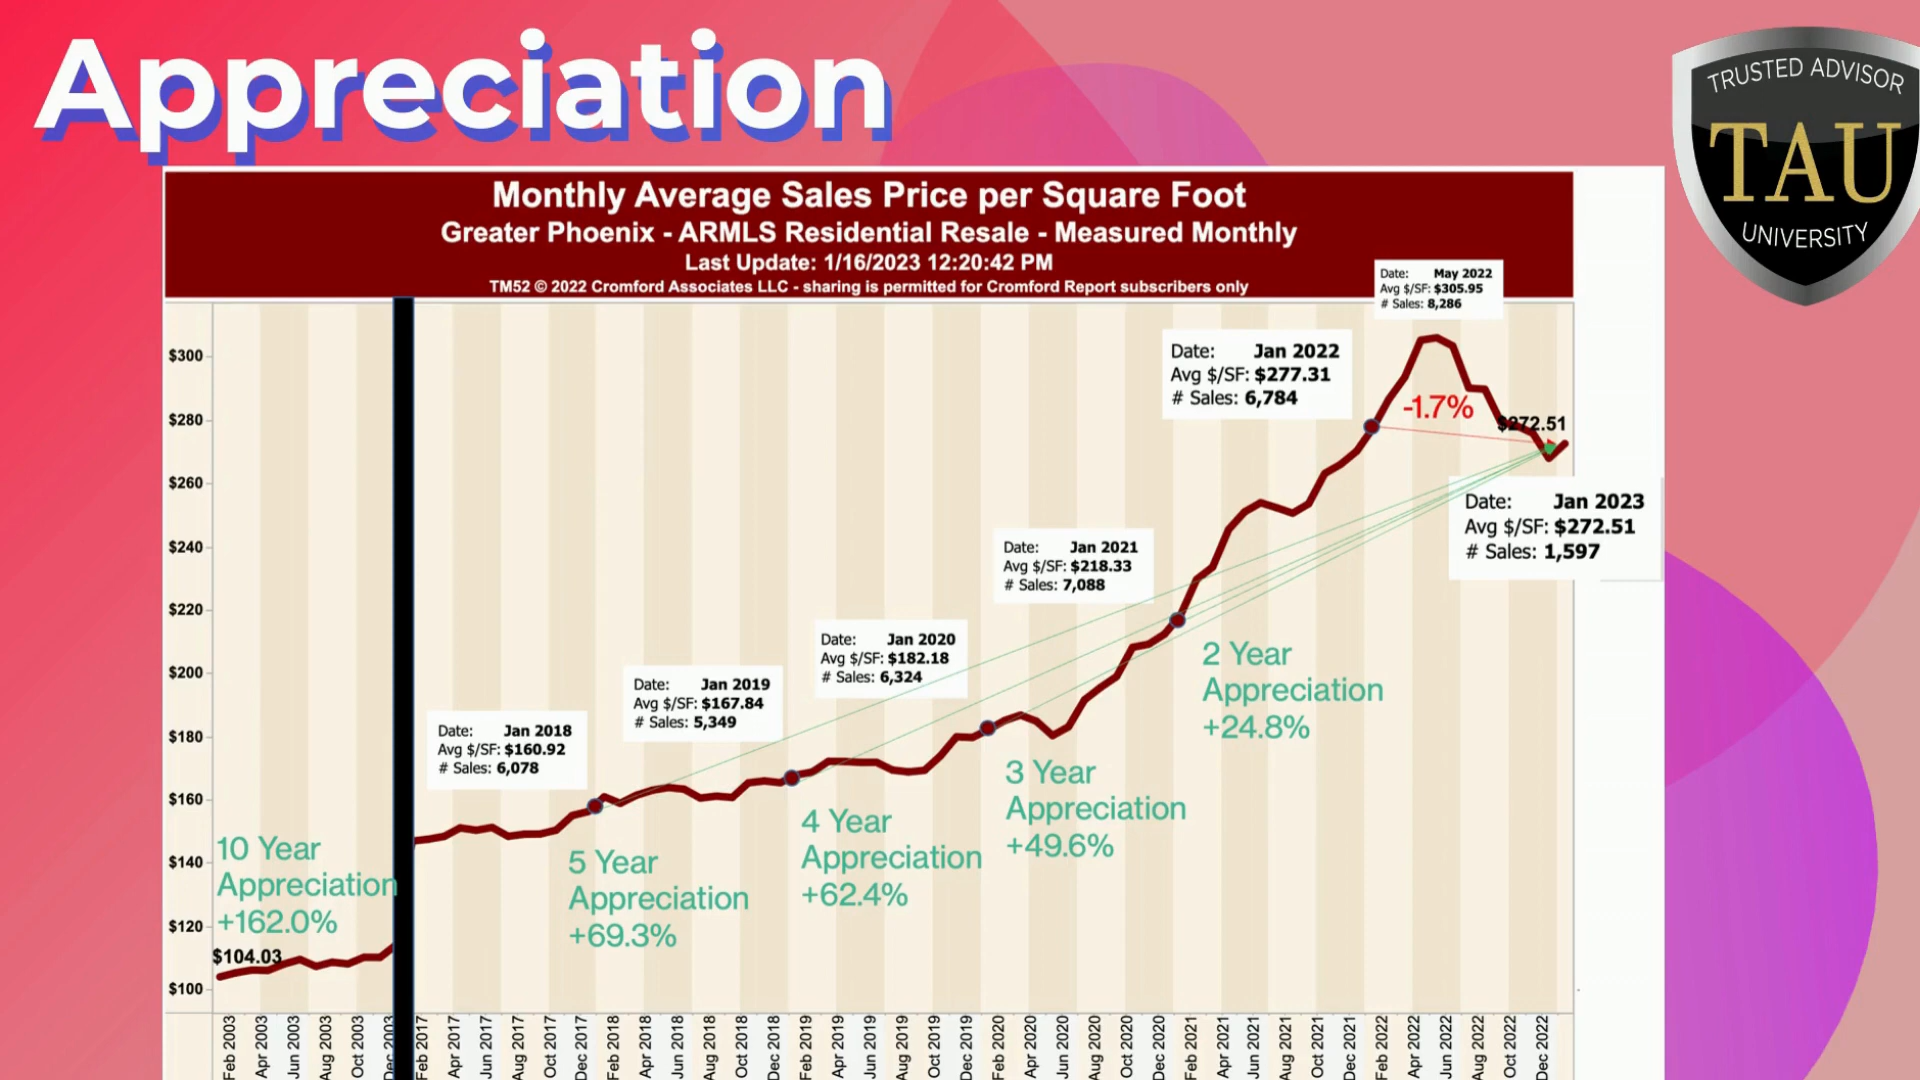 Appreciation
TRUSTED ADVISOR
TAU
UNIVERSITY
Monthly Average Sales Price per Square Foot
Greater Phoenix - ARMLS Residential Resale - Measured Monthly
Last Update: 1/16/2023 12:20:42 PM
TM52 © 2022 Cromford Associates LLC - sharing is permitted for Cromford Report subscribers only
Date: May 2022
Avg $/SF: $305.95
# Sales: 8,286
Date: Jan 2022
Avg $/SF: $277.31
# Sales: 6,784
-1.7%
$272.51
Date: Jan 2023
Avg $/SF: $272.51
# Sales: 1,597
Date: Jan 2021
Avg $/SF: $218.33
# Sales: 7,088
Date: Jan 2020
Avg $/SF: $182.18
# Sales: 6,324
Date: Jan 2019
Avg $/SF: $167.84
# Sales: 5,349
Date: Jan 2018
Avg $/SF: $160.92
# Sales: 6,078
2 Year
Appreciation
+24.8%
3 Year
Appreciation
+49.6%
4 Year
Appreciation
+62.4%
5 Year
Appreciation
+69.3%
10 Year
Appreciation
+162.0%
$104.03
$300
$280
$260
$240
$220
$200
$180
$160
$140
$120
$100
Feb 2003
Apr 2003
Jun 2003
Aug 2003
Oct 2003
Dec 2003
Feb 2017
Apr 2017
Jun 2017
Aug 2017
Oct 2017
Dec 2017
Feb 2018
Apr 2018
Jun 2018
Aug 2018
Oct 2018
Dec 2018
Feb 2019
Apr 2019
Jun 2019
Aug 2019
Oct 2019
Dec 2019
Feb 2020
Apr 2020
Jun 2020
Aug 2020
Oct 2020
Dec 2020
Feb 2021
Apr 2021
Jun 2021
Aug 2021
Oct 2021
Dec 2021
Feb 2022
Apr 2022
Jun 2022
Aug 2022
Oct 2022
Dec 2022